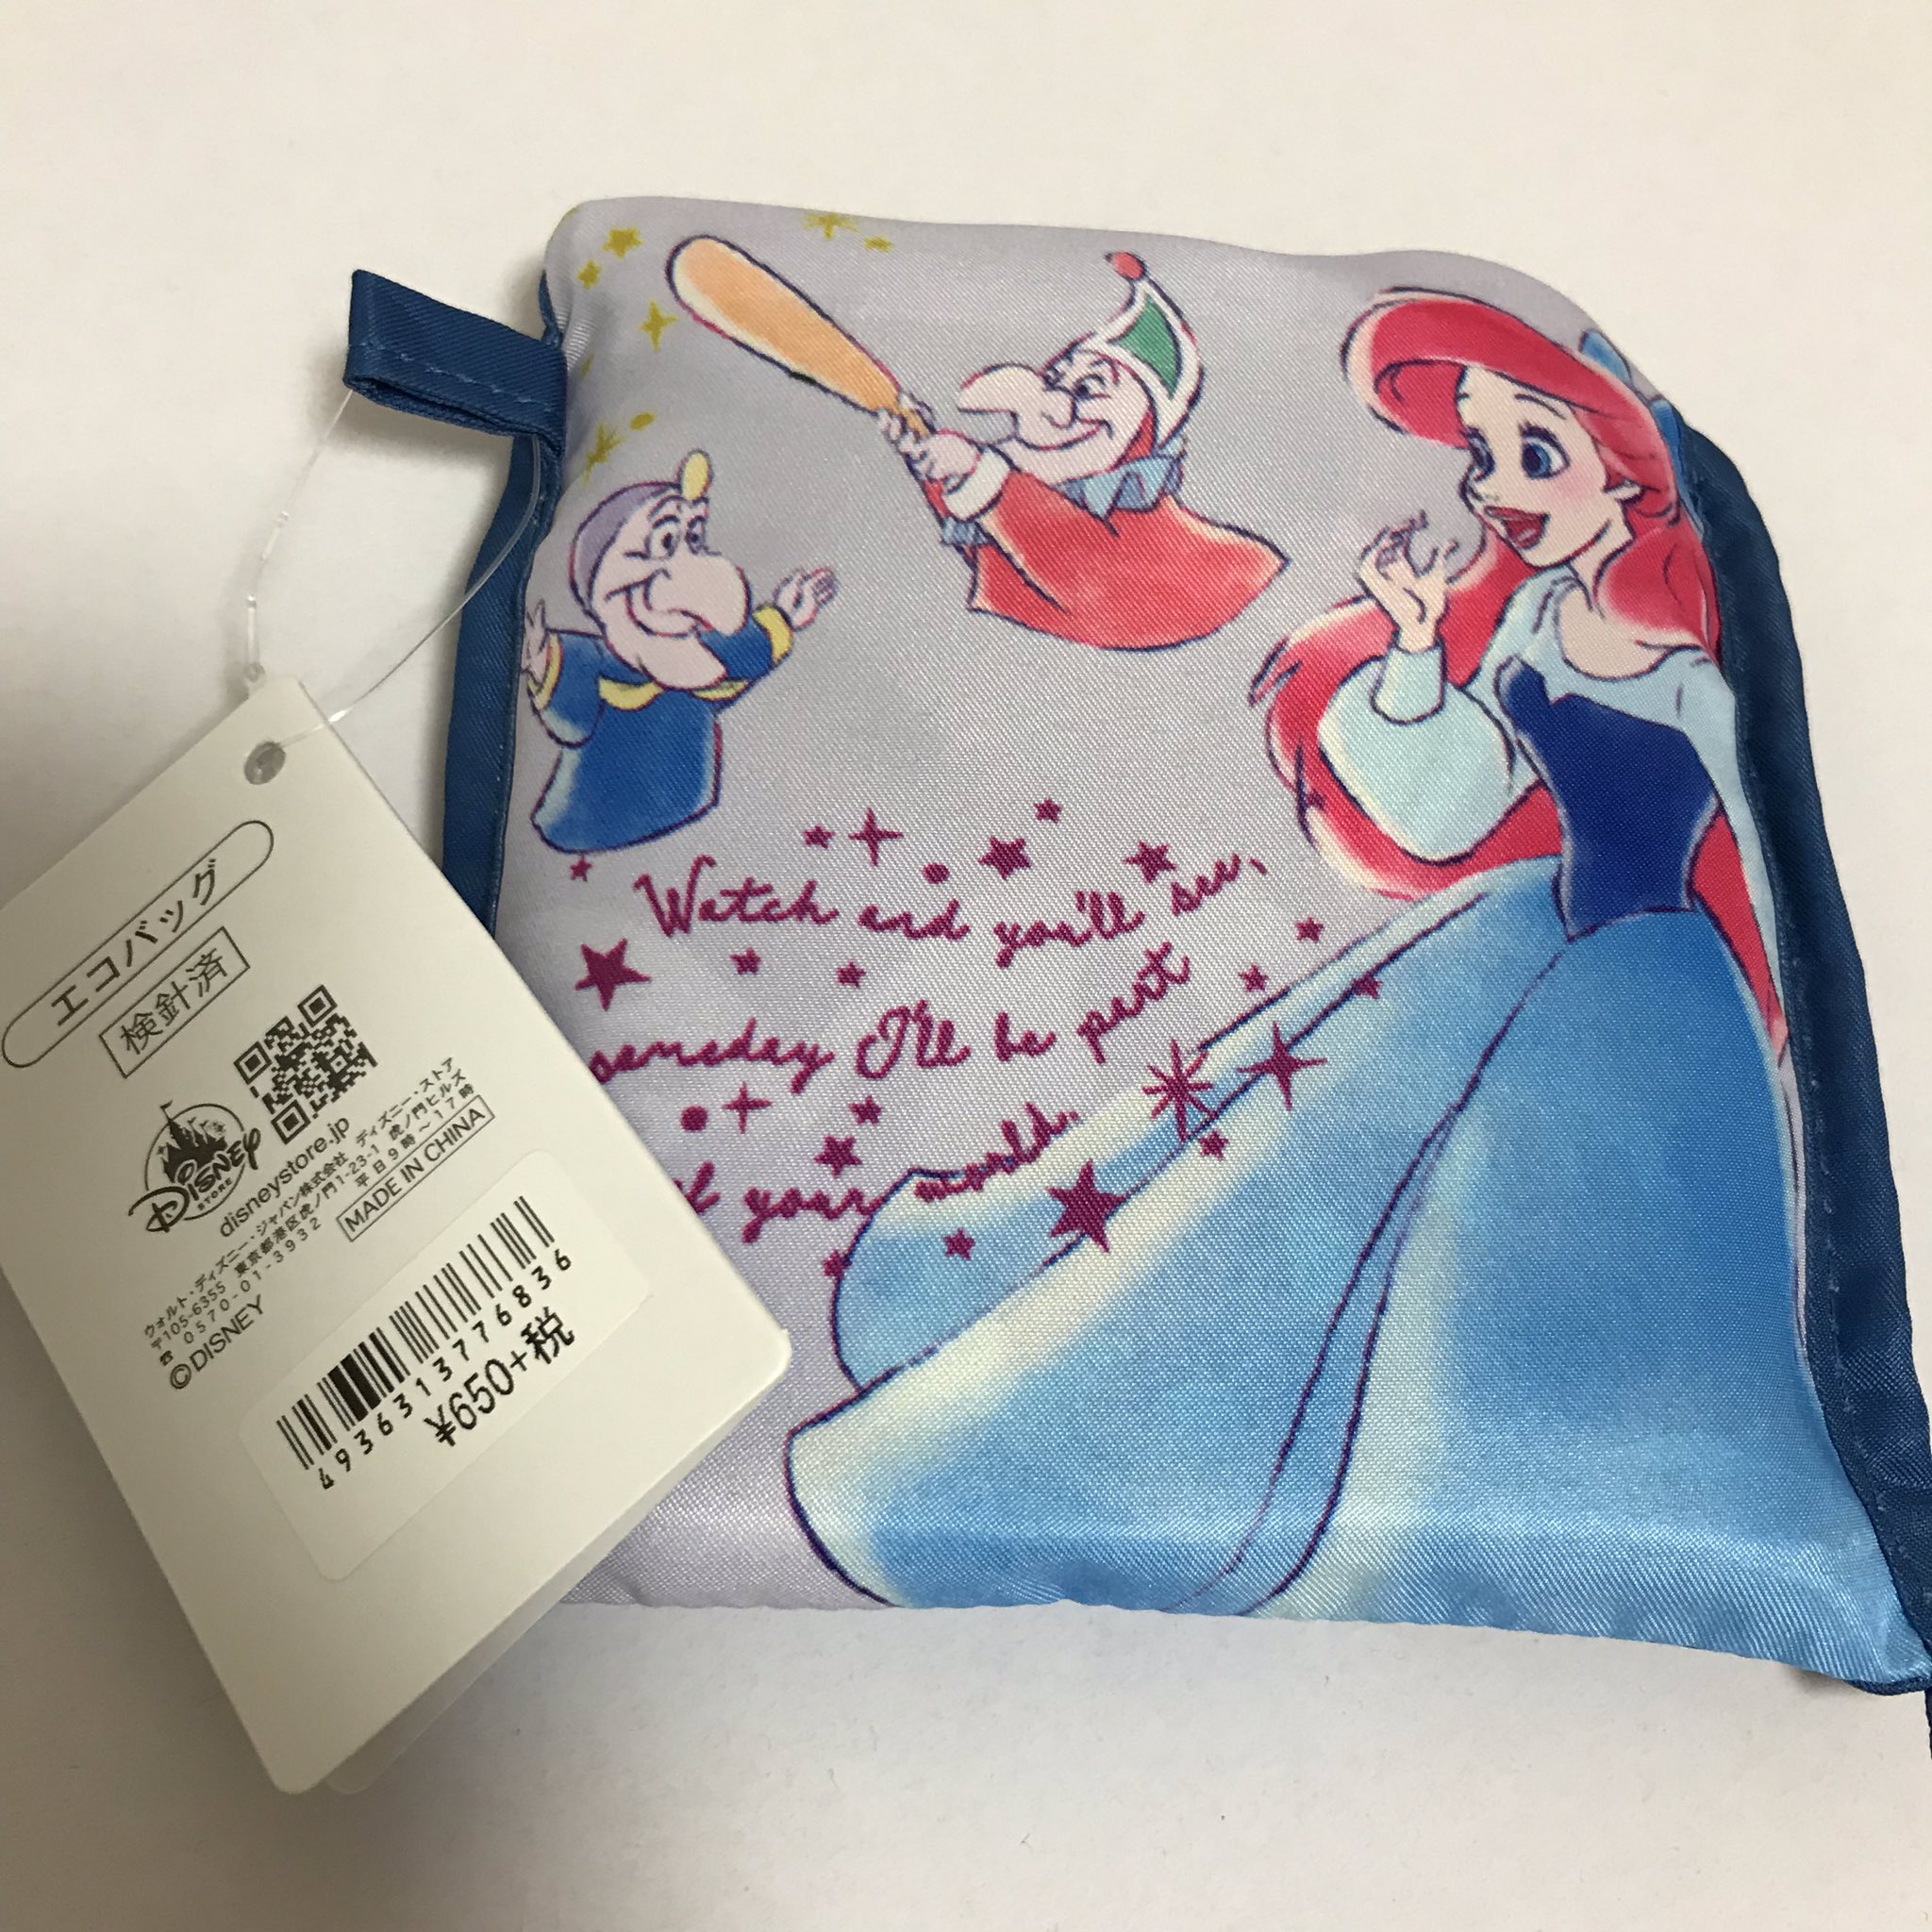 エコバッグ
検針済
DISNEY
STORE
disneystore.jp
ウォルト・ディズニー・ジャパン株式会社 ディズニー・ストア
〒105-6355 東京都港区虎ノ門1-23-1 虎ノ門ヒルズ
☎ 0570-01-3932 平日9時～17時
©DISNEY
MADE IN CHINA
4936313776836
¥650+税
Watch and you'll see,
someday I'll be part
your world.